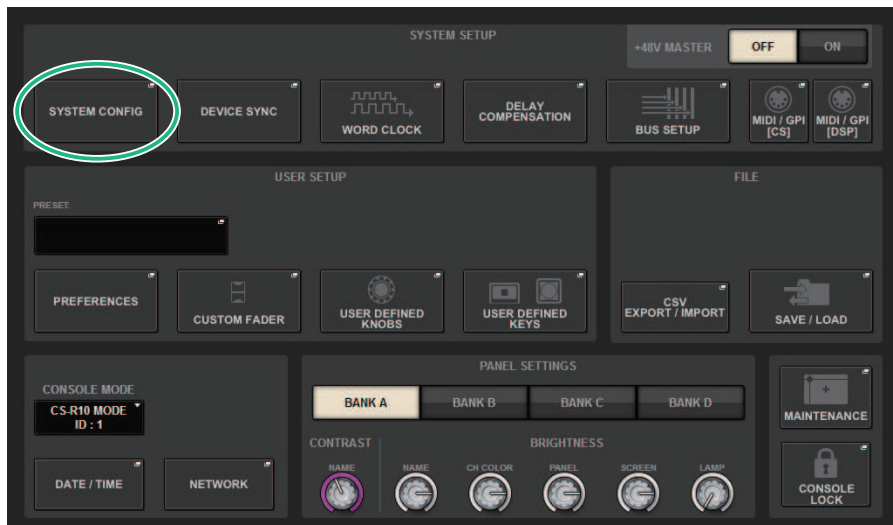 SYSTEM SETUP
+48V MASTER
OFF
ON
SYSTEM CONFIG
DEVICE SYNC
WORD CLOCK
DELAY
COMPENSATION
BUS SETUP
MIDI / GPI
[CS]
MIDI / GPI
[DSP]
USER SETUP
PRESET
PREFERENCES
CUSTOM FADER
USER DEFINED
KNOBS
USER DEFINED
KEYS
FILE
CSV
EXPORT / IMPORT
SAVE / LOAD
CONSOLE MODE
CS-R10 MODE
ID : 1
DATE / TIME
NETWORK
PANEL SETTINGS
BANK A
BANK B
BANK C
BANK D
CONTRAST
BRIGHTNESS
NAME
NAME
CH COLOR
PANEL
SCREEN
LAMP
MAINTENANCE
CONSOLE
LOCK